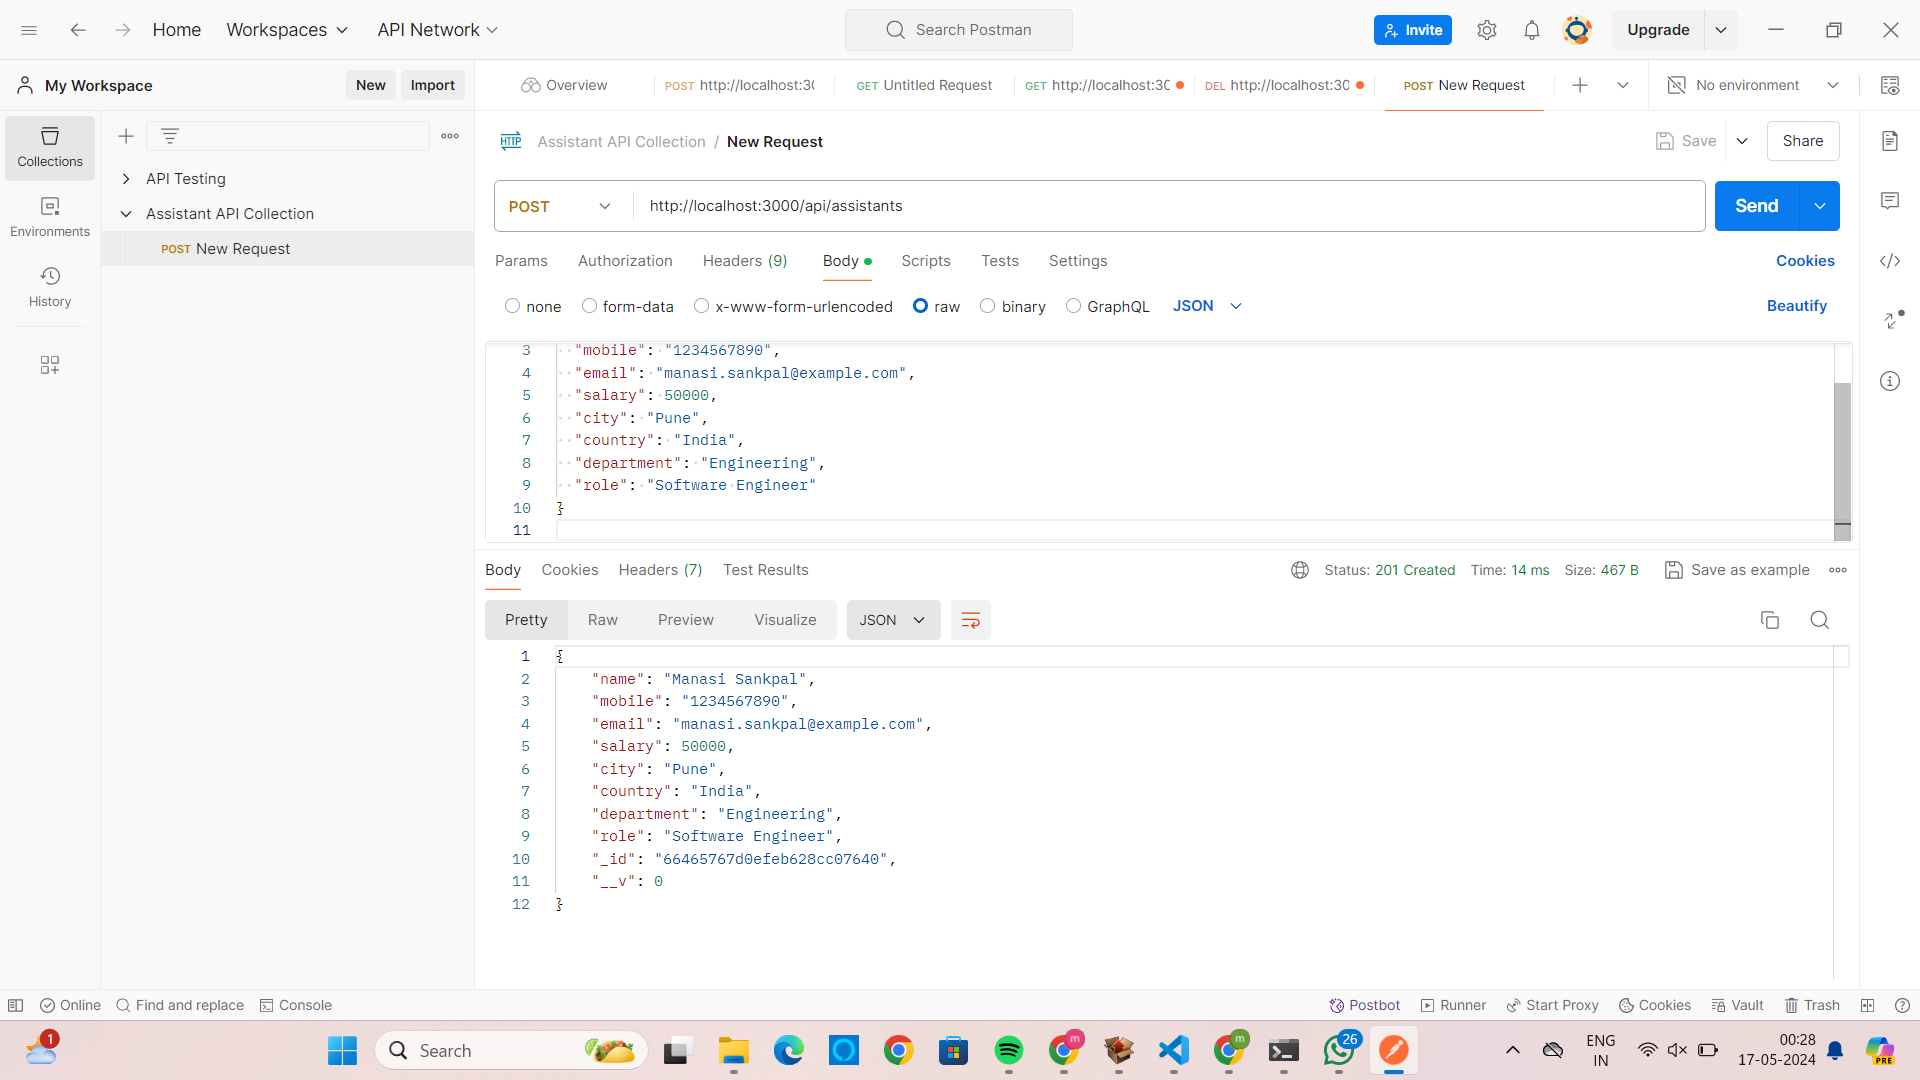 Home
Workspaces
API Network
Search Postman
Invite
Upgrade
My Workspace
New
Import
Overview
POST http://localhost:30
GET Untitled Request
GET http://localhost:30
DEL http://localhost:30
POST New Request
No environment
Collections
Environments
History
API Testing
Assistant API Collection
POST New Request
HTTP
Assistant API Collection / New Request
Save
Share
POST
http://localhost:3000/api/assistants
Send
Params
Authorization
Headers (9)
Body
Scripts
Tests
Settings
Cookies
none
form-data
x-www-form-urlencoded
raw
binary
GraphQL
JSON
Beautify
3 "mobile": "1234567890",
4 "email": "manasi.sankpal@example.com",
5 "salary": 50000,
6 "city": "Pune",
7 "country": "India",
8 "department": "Engineering",
9 "role": "Software Engineer"
10 }
11
Body
Cookies
Headers (7)
Test Results
Status: 201 Created
Time: 14 ms
Size: 467 B
Save as example
Pretty
Raw
Preview
Visualize
JSON
1 {
2 "name": "Manasi Sankpal",
3 "mobile": "1234567890",
4 "email": "manasi.sankpal@example.com",
5 "salary": 50000,
6 "city": "Pune",
7 "country": "India",
8 "department": "Engineering",
9 "role": "Software Engineer",
10 "_id": "66465767d0efeb628cc07640",
11 "__v": 0
12 }
Online
Find and replace
Console
Postbot
Runner
Start Proxy
Cookies
Vault
Trash
1
Search
m
m
26
ENG
IN
00:28
17-05-2024
PRE